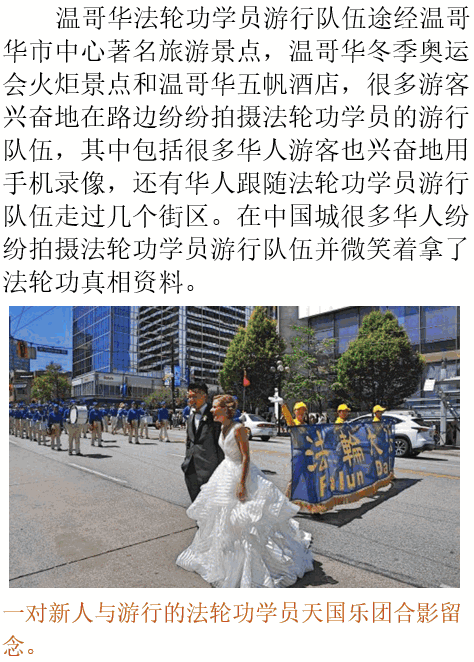 温哥华法轮功学员游行队伍途经温哥
华市中心著名旅游景点，温哥华冬季奥运
会火炬景点和温哥华五帆酒店，很多游客
兴奋地在路边纷纷拍摄法轮功学员的游行
队伍，其中包括很多华人游客也兴奋地用
手机录像，还有华人跟随法轮功学员游行
队伍走过几个街区。在中国城很多华人纷
纷拍摄法轮功学员游行队伍并微笑着拿了
法轮功真相资料。
法輪大
Falun Da
一对新人与游行的法轮功学员天国乐团合影留
念。